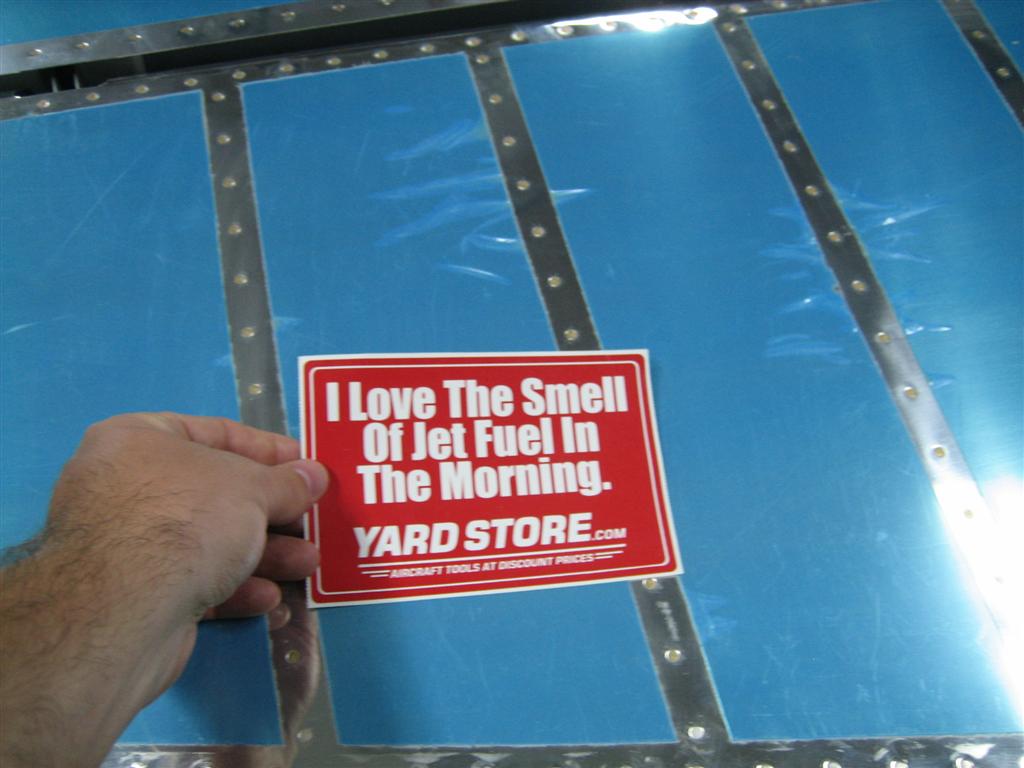 I Love The Smell
Of Jet Fuel In
The Morning.
YARD STORE.COM
AIRCRAFT TOOLS AT DISCOUNT PRICES